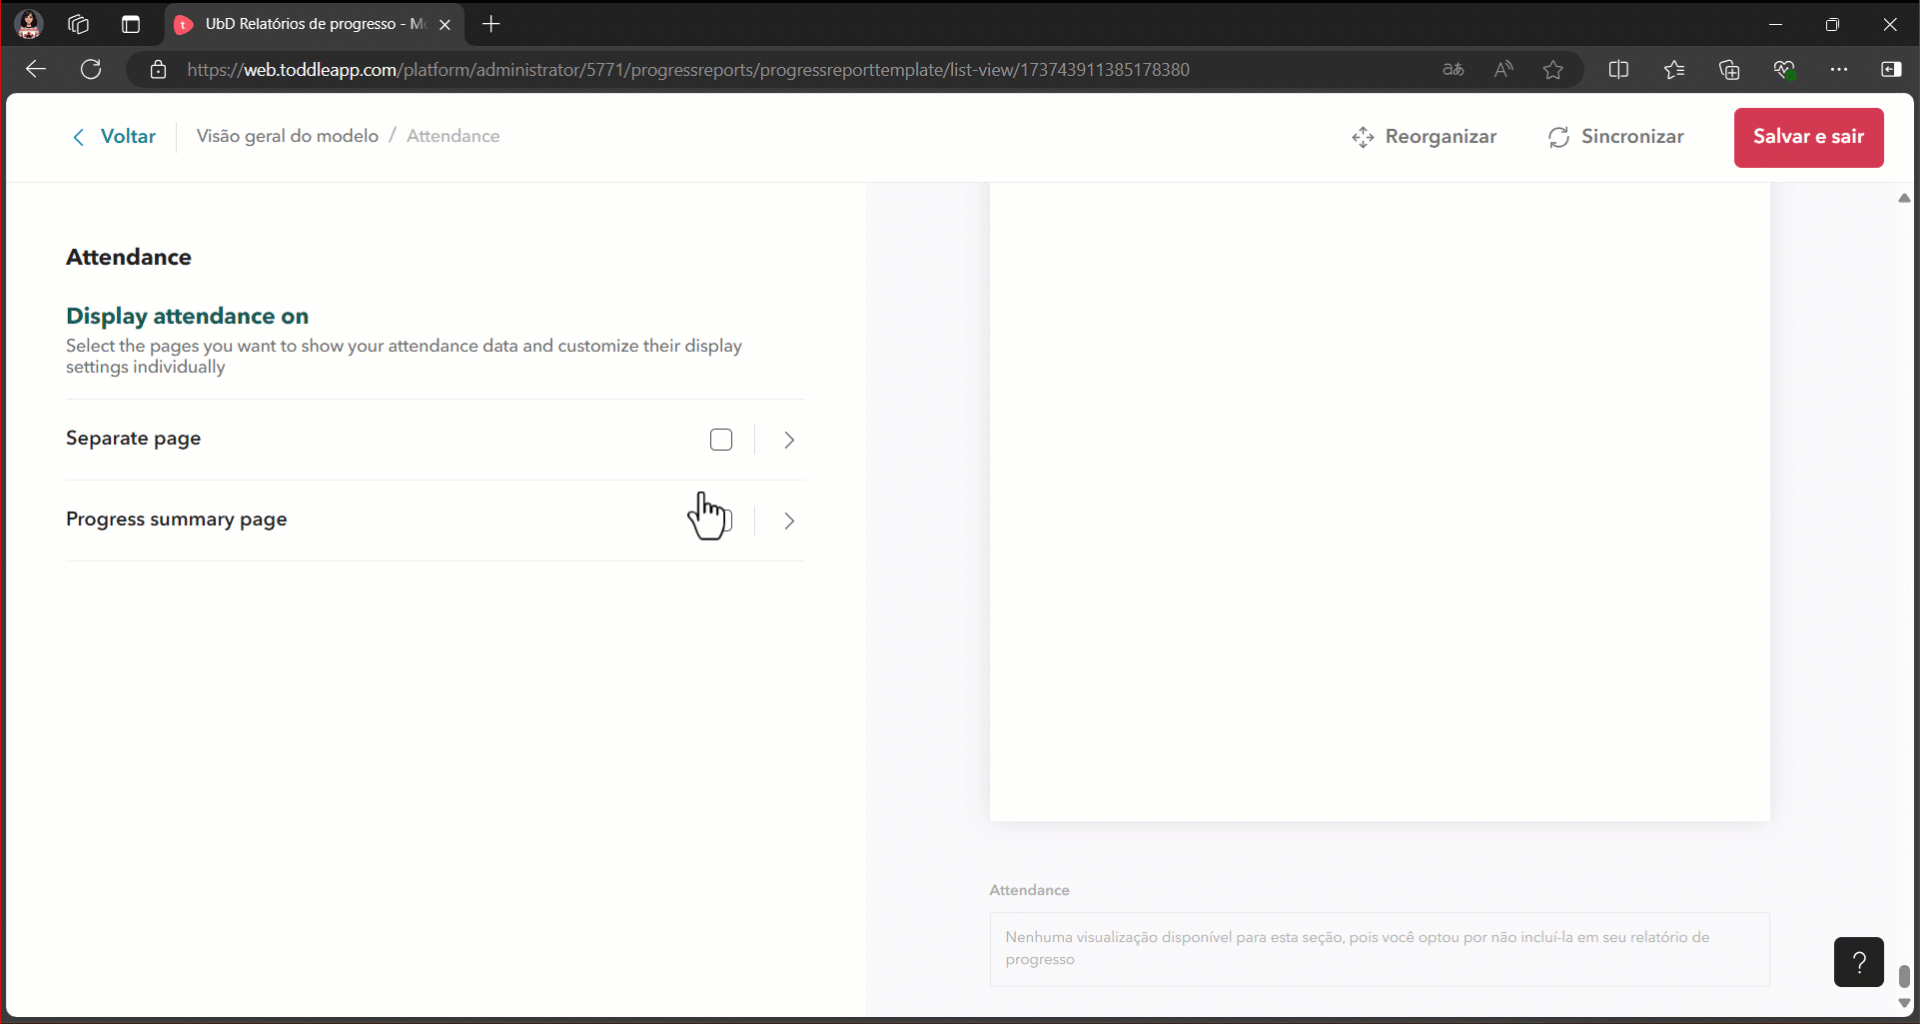 UbD Relatórios de progresso - Mo
https://web.toddleapp.com/platform/administrator/5771/progressreports/progressreporttemplate/list-view/173743911385178380
Voltar
Visão geral do modelo / Attendance
Reorganizar
Sincronizar
Salvar e sair
Attendance
Display attendance on
Select the pages you want to show your attendance data and customize their display
settings individually
Separate page
Progress summary page
Attendance
Nenhuma visualização disponível para esta seção, pois você optou por não incluí-la em seu relatório de
progresso
?